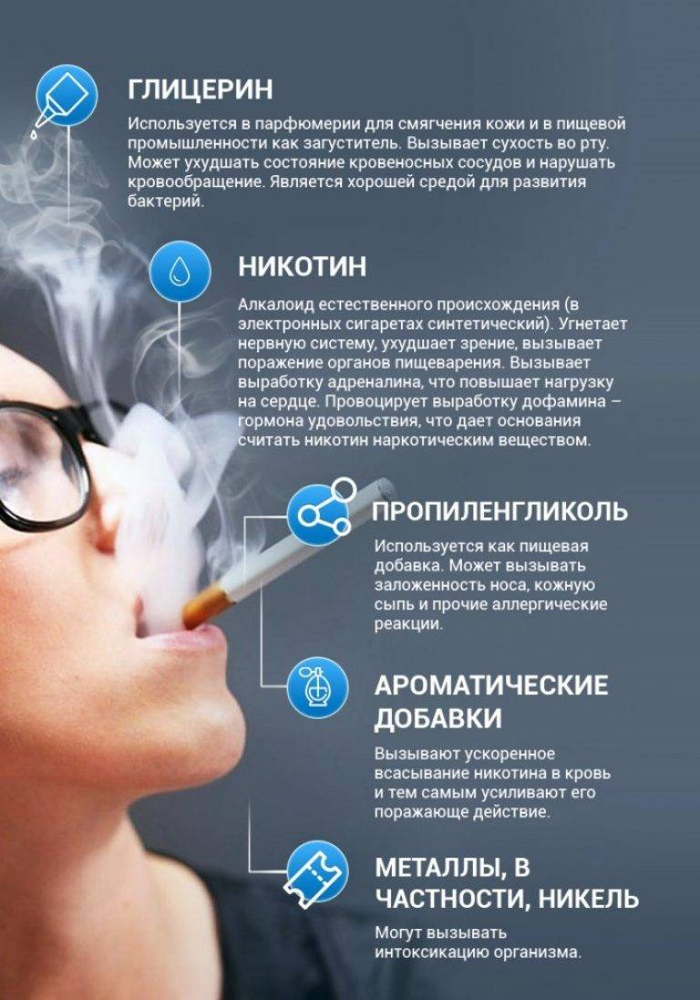 ГЛИЦЕРИН
Используется в парфюмерии для смягчения кожи и в пищевой
промышленности как загуститель. Вызывает сухость во рту.
Может ухудшать состояние кровеносных сосудов и нарушать
кровообращение. Является хорошей средой для развития
бактерий.
НИКОТИН
Алкалоид естественного происхождения (в
электронных сигаретах синтетический). Угнетает
нервную систему, ухудшает зрение, вызывает
поражение органов пищеварения. Вызывает
выработку адреналина, что повышает нагрузку
на сердце. Провоцирует выработку дофамина –
гормона удовольствия, что дает основания
считать никотин наркотическим веществом.
ПРОПИЛЕНГЛИКОЛЬ
Используется как пищевая
добавка. Может вызывать
заложенность носа, кожную
сыпь и прочие аллергические
реакции.
АРОМАТИЧЕСКИЕ
ДОБАВКИ
Вызывают ускоренное
всасывание никотина в кровь
и тем самым усиливают его
поражающе действие.
МЕТАЛЛЫ, В
ЧАСТНОСТИ, НИКЕЛЬ
Могут вызывать
интоксикацию организма.